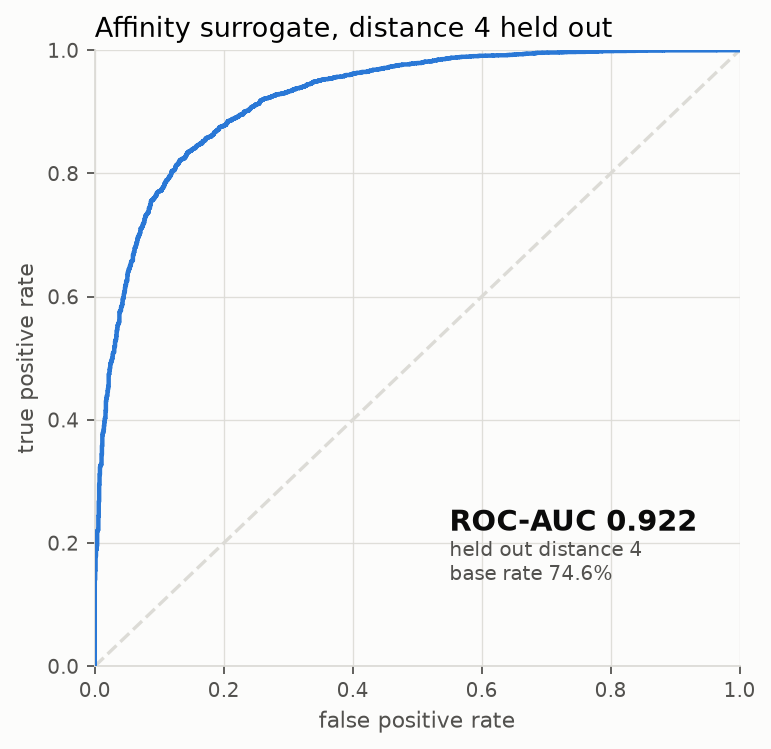 Affinity surrogate, distance 4 held out
1.0
0.8
0.6
0.4
0.2
0.0
true positive rate
ROC-AUC 0.922
held out distance 4
base rate 74.6%
0.0 0.2 0.4 0.6 0.8 1.0
false positive rate